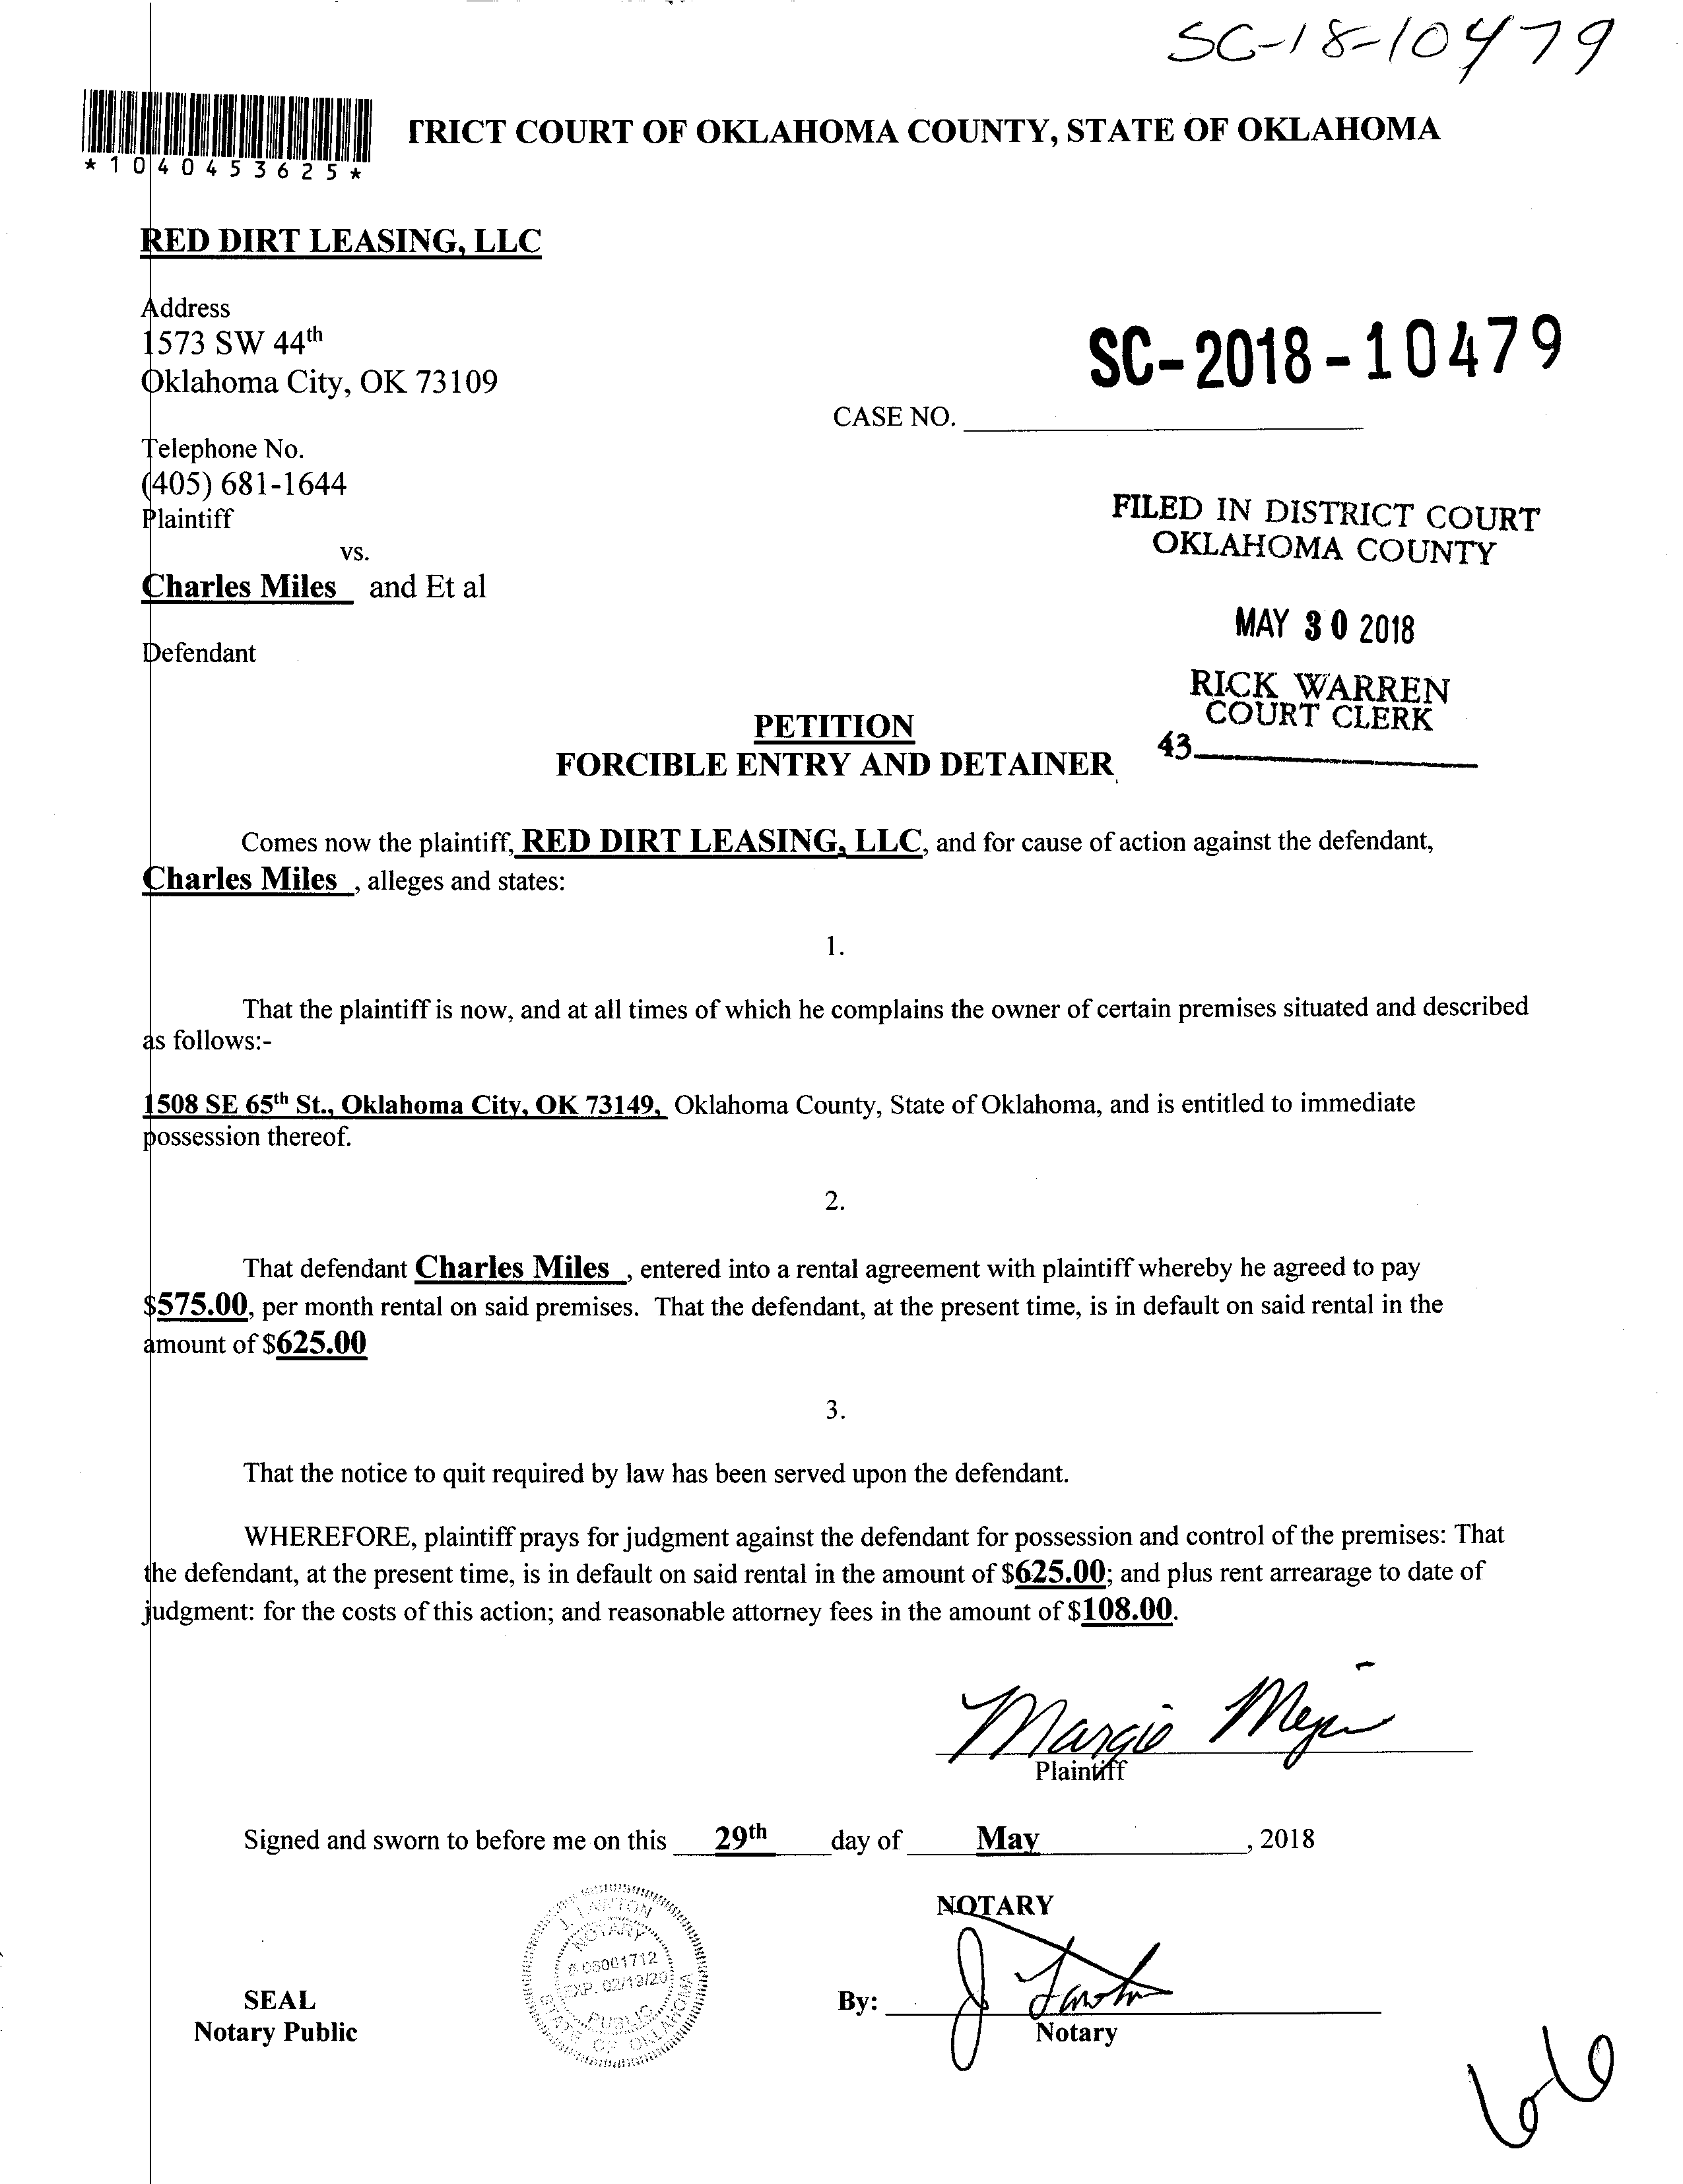 SC-18-10479
TRICT COURT OF OKLAHOMA COUNTY, STATE OF OKLAHOMA
*1040453625*
RED DIRT LEASING, LLC
Address
1573 SW 44th
Oklahoma City, OK 73109
SC-2018-10479
CASE NO.
Telephone No.
(405) 681-1644
Plaintiff
vs.
Charles Miles and Et al
Defendant
FILED IN DISTRICT COURT
OKLAHOMA COUNTY
MAY 30 2018
RICK WARREN
COURT CLERK
43
PETITION
FORCIBLE ENTRY AND DETAINER
Comes now the plaintiff, RED DIRT LEASING, LLC, and for cause of action against the defendant,
Charles Miles , alleges and states:
1.
That the plaintiff is now, and at all times of which he complains the owner of certain premises situated and described
as follows:-
1508 SE 65th St., Oklahoma City, OK 73149, Oklahoma County, State of Oklahoma, and is entitled to immediate
possession thereof.
2.
That defendant Charles Miles , entered into a rental agreement with plaintiff whereby he agreed to pay
$575.00, per month rental on said premises. That the defendant, at the present time, is in default on said rental in the
amount of $625.00
3.
That the notice to quit required by law has been served upon the defendant.
WHEREFORE, plaintiff prays for judgment against the defendant for possession and control of the premises: That
the defendant, at the present time, is in default on said rental in the amount of $625.00; and plus rent arrearage to date of
judgment: for the costs of this action; and reasonable attorney fees in the amount of $108.00.
Margie
Plaintiff
Signed and sworn to before me on this 29th day of May , 2018
J. LAWTON
NOTARY
EXP. 02/13/20
PUBLIC
STATE OF OKLAHOMA
NOTARY
SEAL
Notary Public
By: J Lawton
Notary